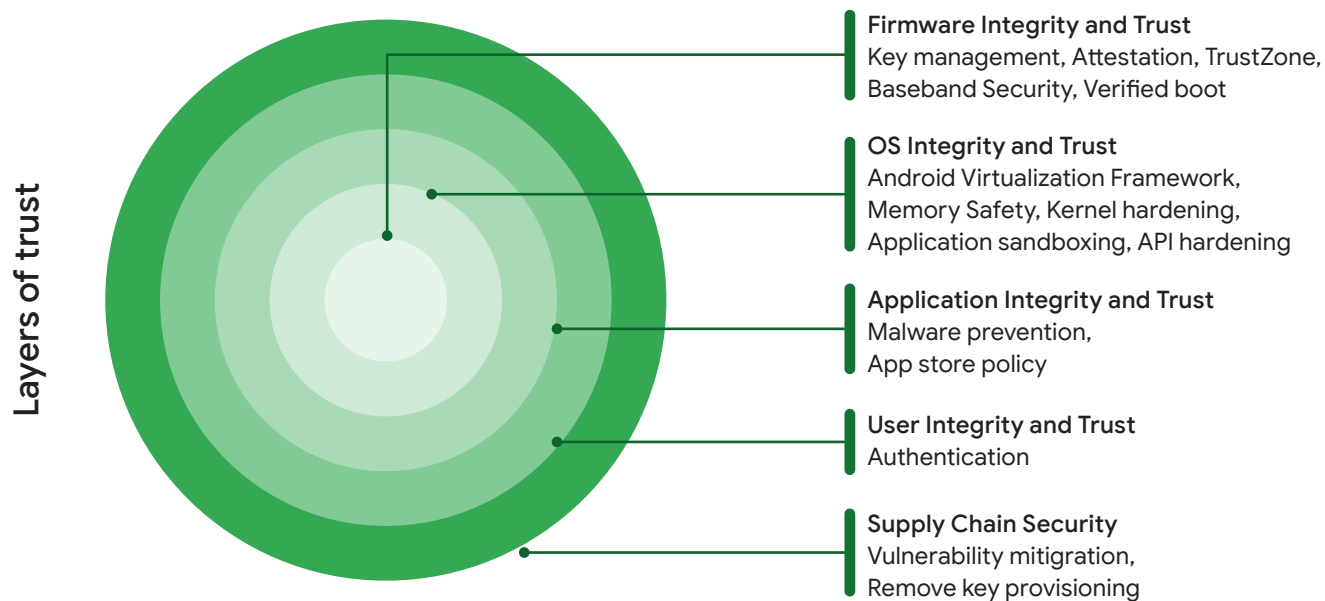 Layers of trust
Firmware Integrity and Trust
Key management, Attestation, TrustZone,
Baseband Security, Verified boot
OS Integrity and Trust
Android Virtualization Framework,
Memory Safety, Kernel hardening,
Application sandboxing, API hardening
Application Integrity and Trust
Malware prevention,
App store policy
User Integrity and Trust
Authentication
Supply Chain Security
Vulnerability mitigration,
Remove key provisioning